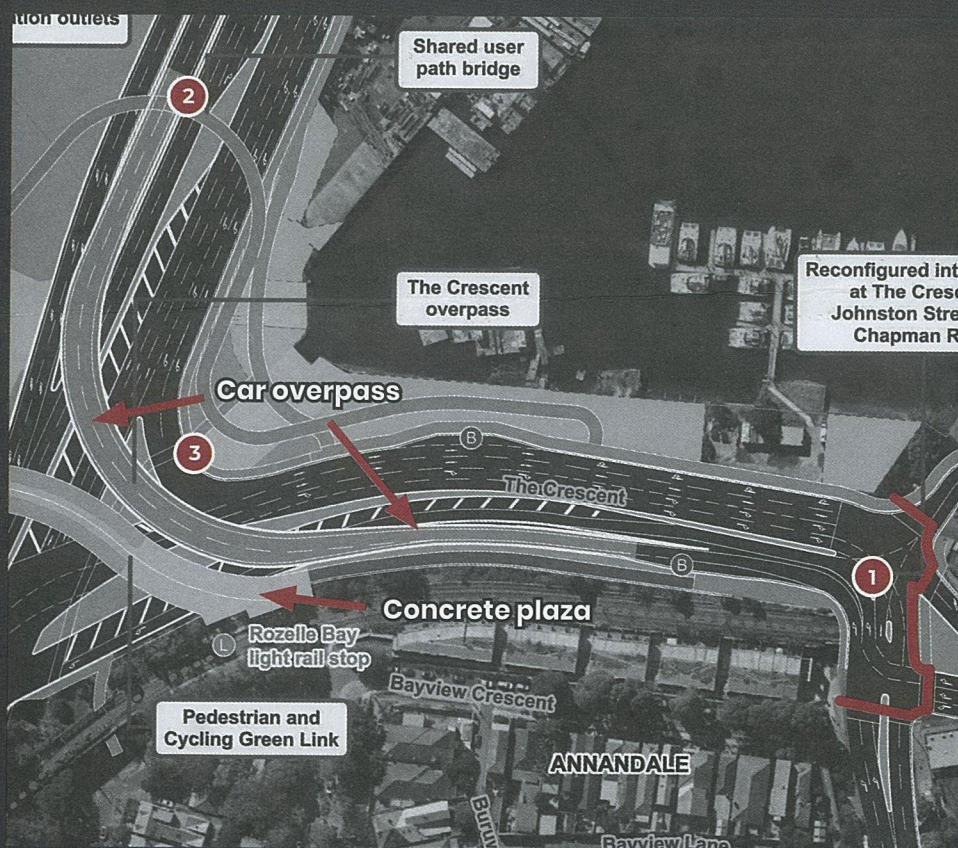 tion outlets
Shared user
path bridge
2
The Crescent
overpass
Reconfigured int
at The Cresc
Johnston Stre
Chapman R
Car overpass
3
B
The Crescent
B
1
Concrete plaza
L
Rozelle Bay
light rail stop
Bayview Crescent
Pedestrian and
Cycling Green Link
ANNANDALE
Buruw
Bayview Lane